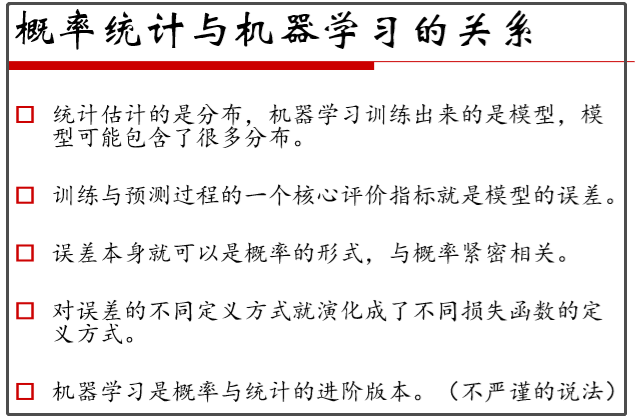 概率统计与机器学习的关系
统计估计的是分布，机器学习训练出来的是模型，模
型可能包含了很多分布。
训练与预测过程的一个核心评价指标就是模型的误差。
误差本身就可以是概率的形式，与概率紧密相关。
对误差的不同定义方式就演化成了不同损失函数的定
义方式。
机器学习是概率与统计的进阶版本。（不严谨的说法）